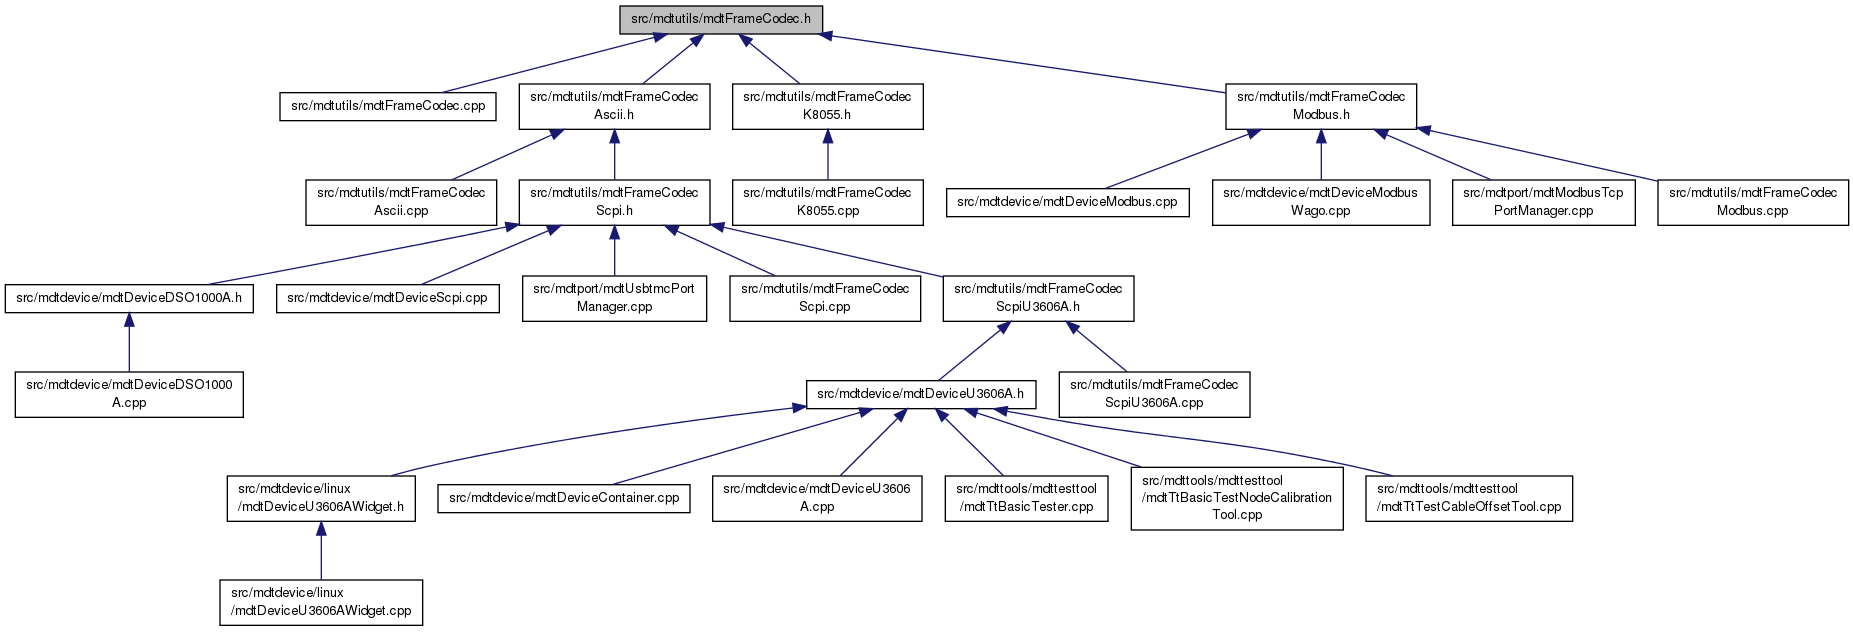 src/mdtutils/mdtFrameCodec.h
src/mdtutils/mdtFrameCodec.cpp
src/mdtutils/mdtFrameCodec
Ascii.h
src/mdtutils/mdtFrameCodec
K8055.h
src/mdtutils/mdtFrameCodec
Modbus.h
src/mdtutils/mdtFrameCodec
Ascii.cpp
src/mdtutils/mdtFrameCodec
Scpi.h
src/mdtutils/mdtFrameCodec
K8055.cpp
src/mdtdevice/mdtDeviceModbus.cpp
src/mdtdevice/mdtDeviceModbus
Wago.cpp
src/mdtport/mdtModbusTcp
PortManager.cpp
src/mdtutils/mdtFrameCodec
Modbus.cpp
src/mdtdevice/mdtDeviceDSO1000A.h
src/mdtdevice/mdtDeviceScpi.cpp
src/mdtport/mdtUsbtmcPort
Manager.cpp
src/mdtutils/mdtFrameCodec
Scpi.cpp
src/mdtutils/mdtFrameCodec
ScpiU3606A.h
src/mdtdevice/mdtDeviceDSO1000
A.cpp
src/mdtdevice/mdtDeviceU3606A.h
src/mdtutils/mdtFrameCodec
ScpiU3606A.cpp
src/mdtdevice/linux
/mdtDeviceU3606AWidget.h
src/mdtdevice/mdtDeviceContainer.cpp
src/mdtdevice/mdtDeviceU3606
A.cpp
src/mdttools/mdttesttool
/mdtTtBasicTester.cpp
src/mdttools/mdttesttool
/mdtTtBasicTestNodeCalibration
Tool.cpp
src/mdttools/mdttesttool
/mdtTtTestCableOffsetTool.cpp
src/mdtdevice/linux
/mdtDeviceU3606AWidget.cpp